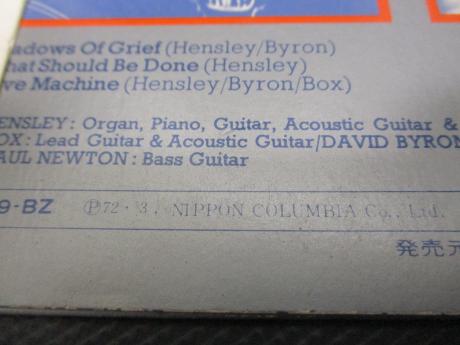 adows Of Grief (Hensley/Byron)
hat Should Be Done (Hensley)
ve Machine (Hensley/Byron/Box)
ENSLEY: Organ, Piano, Guitar, Acoustic Guitar &
OX: Lead Guitar & Acoustic Guitar/DAVID BYRON
AUL NEWTON: Bass Guitar
9-BZ Ⓟ72・3. NIPPON COLUMBIA Co., Ltd.
発売元